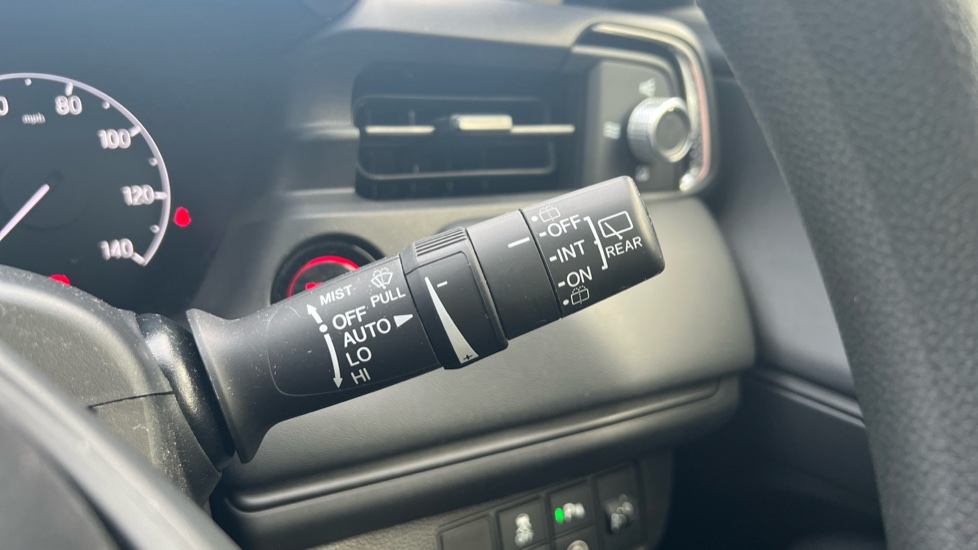 80
mph
100
120
140
MIST
PULL
OFF
AUTO
LO
HI
-
+
OFF
INT
ON
REAR